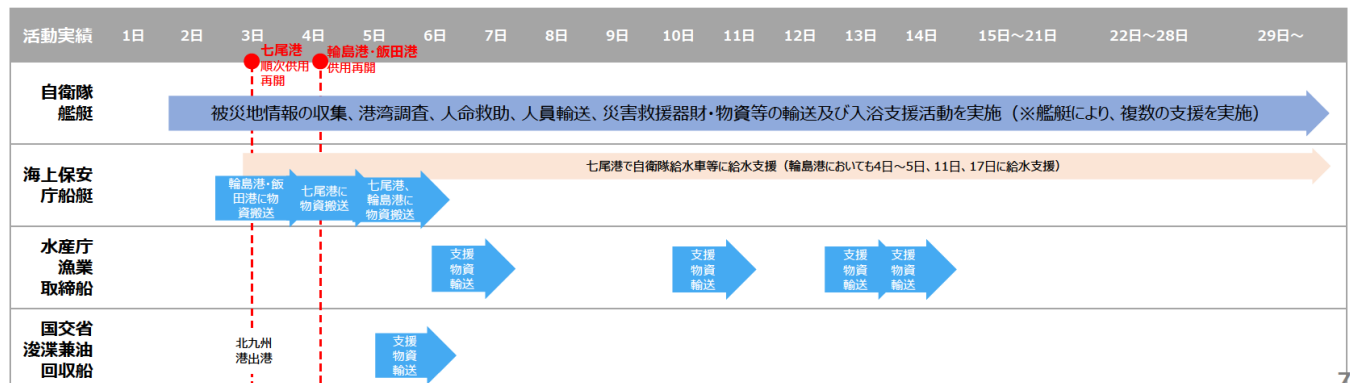 活動実績 1日 2日 3日 4日 5日 6日 7日 8日 9日 10日 11日 12日 13日 14日 15日~21日 22日~28日 29日~
七尾港
順次供用
再開
輪島港・飯田港
供用再開
自衛隊
艦艇
被災地情報の収集、港湾調査、人命救助、人員輸送、災害救援器財・物資等の輸送及び入浴支援活動を実施(※艦艇により、複数の支援を実施)
海上保安
庁船艇
七尾港で自衛隊給水車等に給水支援(輪島港においても4日~5日、11日、17日に給水支援)
輪島港・飯
田港に物
資搬送
七尾港に
物資搬送
七尾港、
輪島港に
物資搬送
水産庁
漁業
取締船
支援
物資
輸送
支援
物資
輸送
支援
物資
輸送
支援
物資
輸送
国交省
浚渫兼油
回収船
北九州
港出港
支援
物資
輸送
7